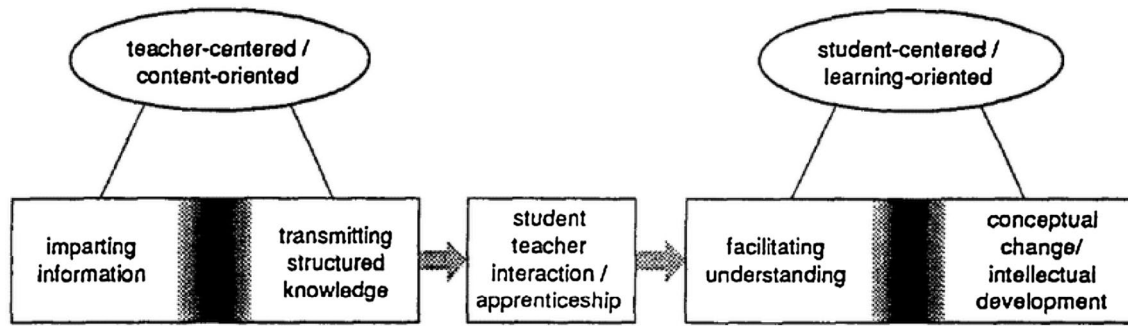 teacher-centered /
content-oriented
student-centered /
learning-oriented
imparting
information
transmitting
structured
knowledge
student
teacher
interaction /
apprenticeship
facilitating
understanding
conceptual
change/
intellectual
development